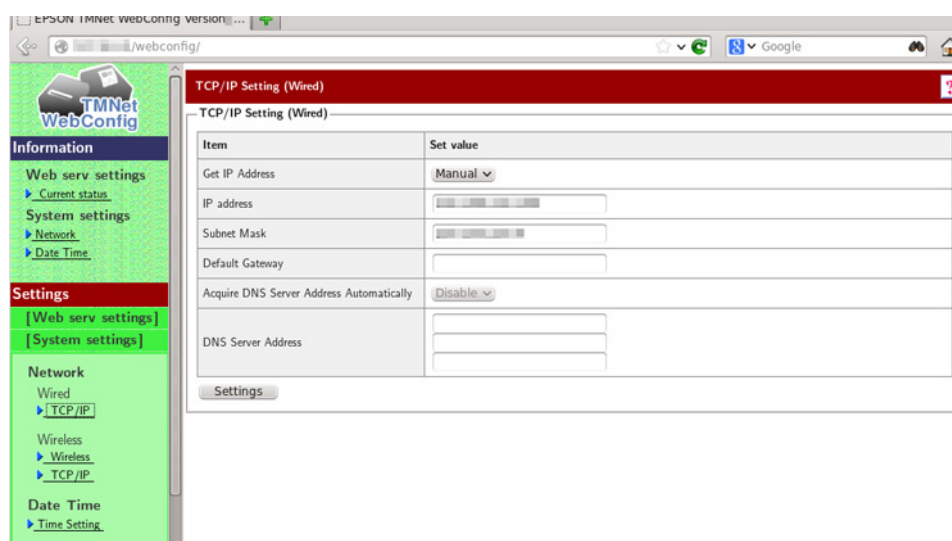 EPSON TMNet WebConfig Version ...
/webconfig/
Google
TMNet
WebConfig
Information
Web serv settings
Current status
System settings
Network
Date Time
Settings
[Web serv settings]
[System settings]
Network
Wired
TCP/IP
Wireless
Wireless
TCP/IP
Date Time
Time Setting
TCP/IP Setting (Wired)
?
TCP/IP Setting (Wired)
Item Set value
Get IP Address Manual
IP address
Subnet Mask
Default Gateway
Acquire DNS Server Address Automatically Disable
DNS Server Address
Settings